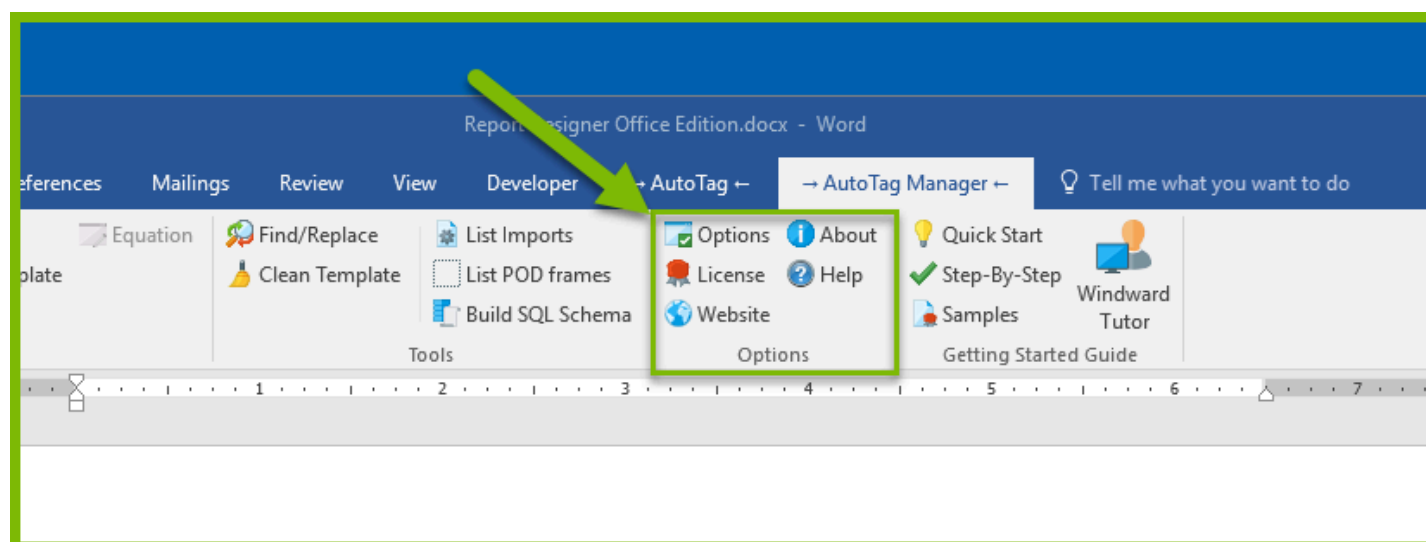 Report Designer Office Edition.docx - Word
eferences Mailings Review View Developer → AutoTag ← → AutoTag Manager ← Tell me what you want to do
Equation Find/Replace List Imports Options About Quick Start
plate Clean Template List POD frames License Help Step-By-Step Windward
Build SQL Schema Website Samples Tutor
Tools Options Getting Started Guide
1 2 3 4 5 6 7